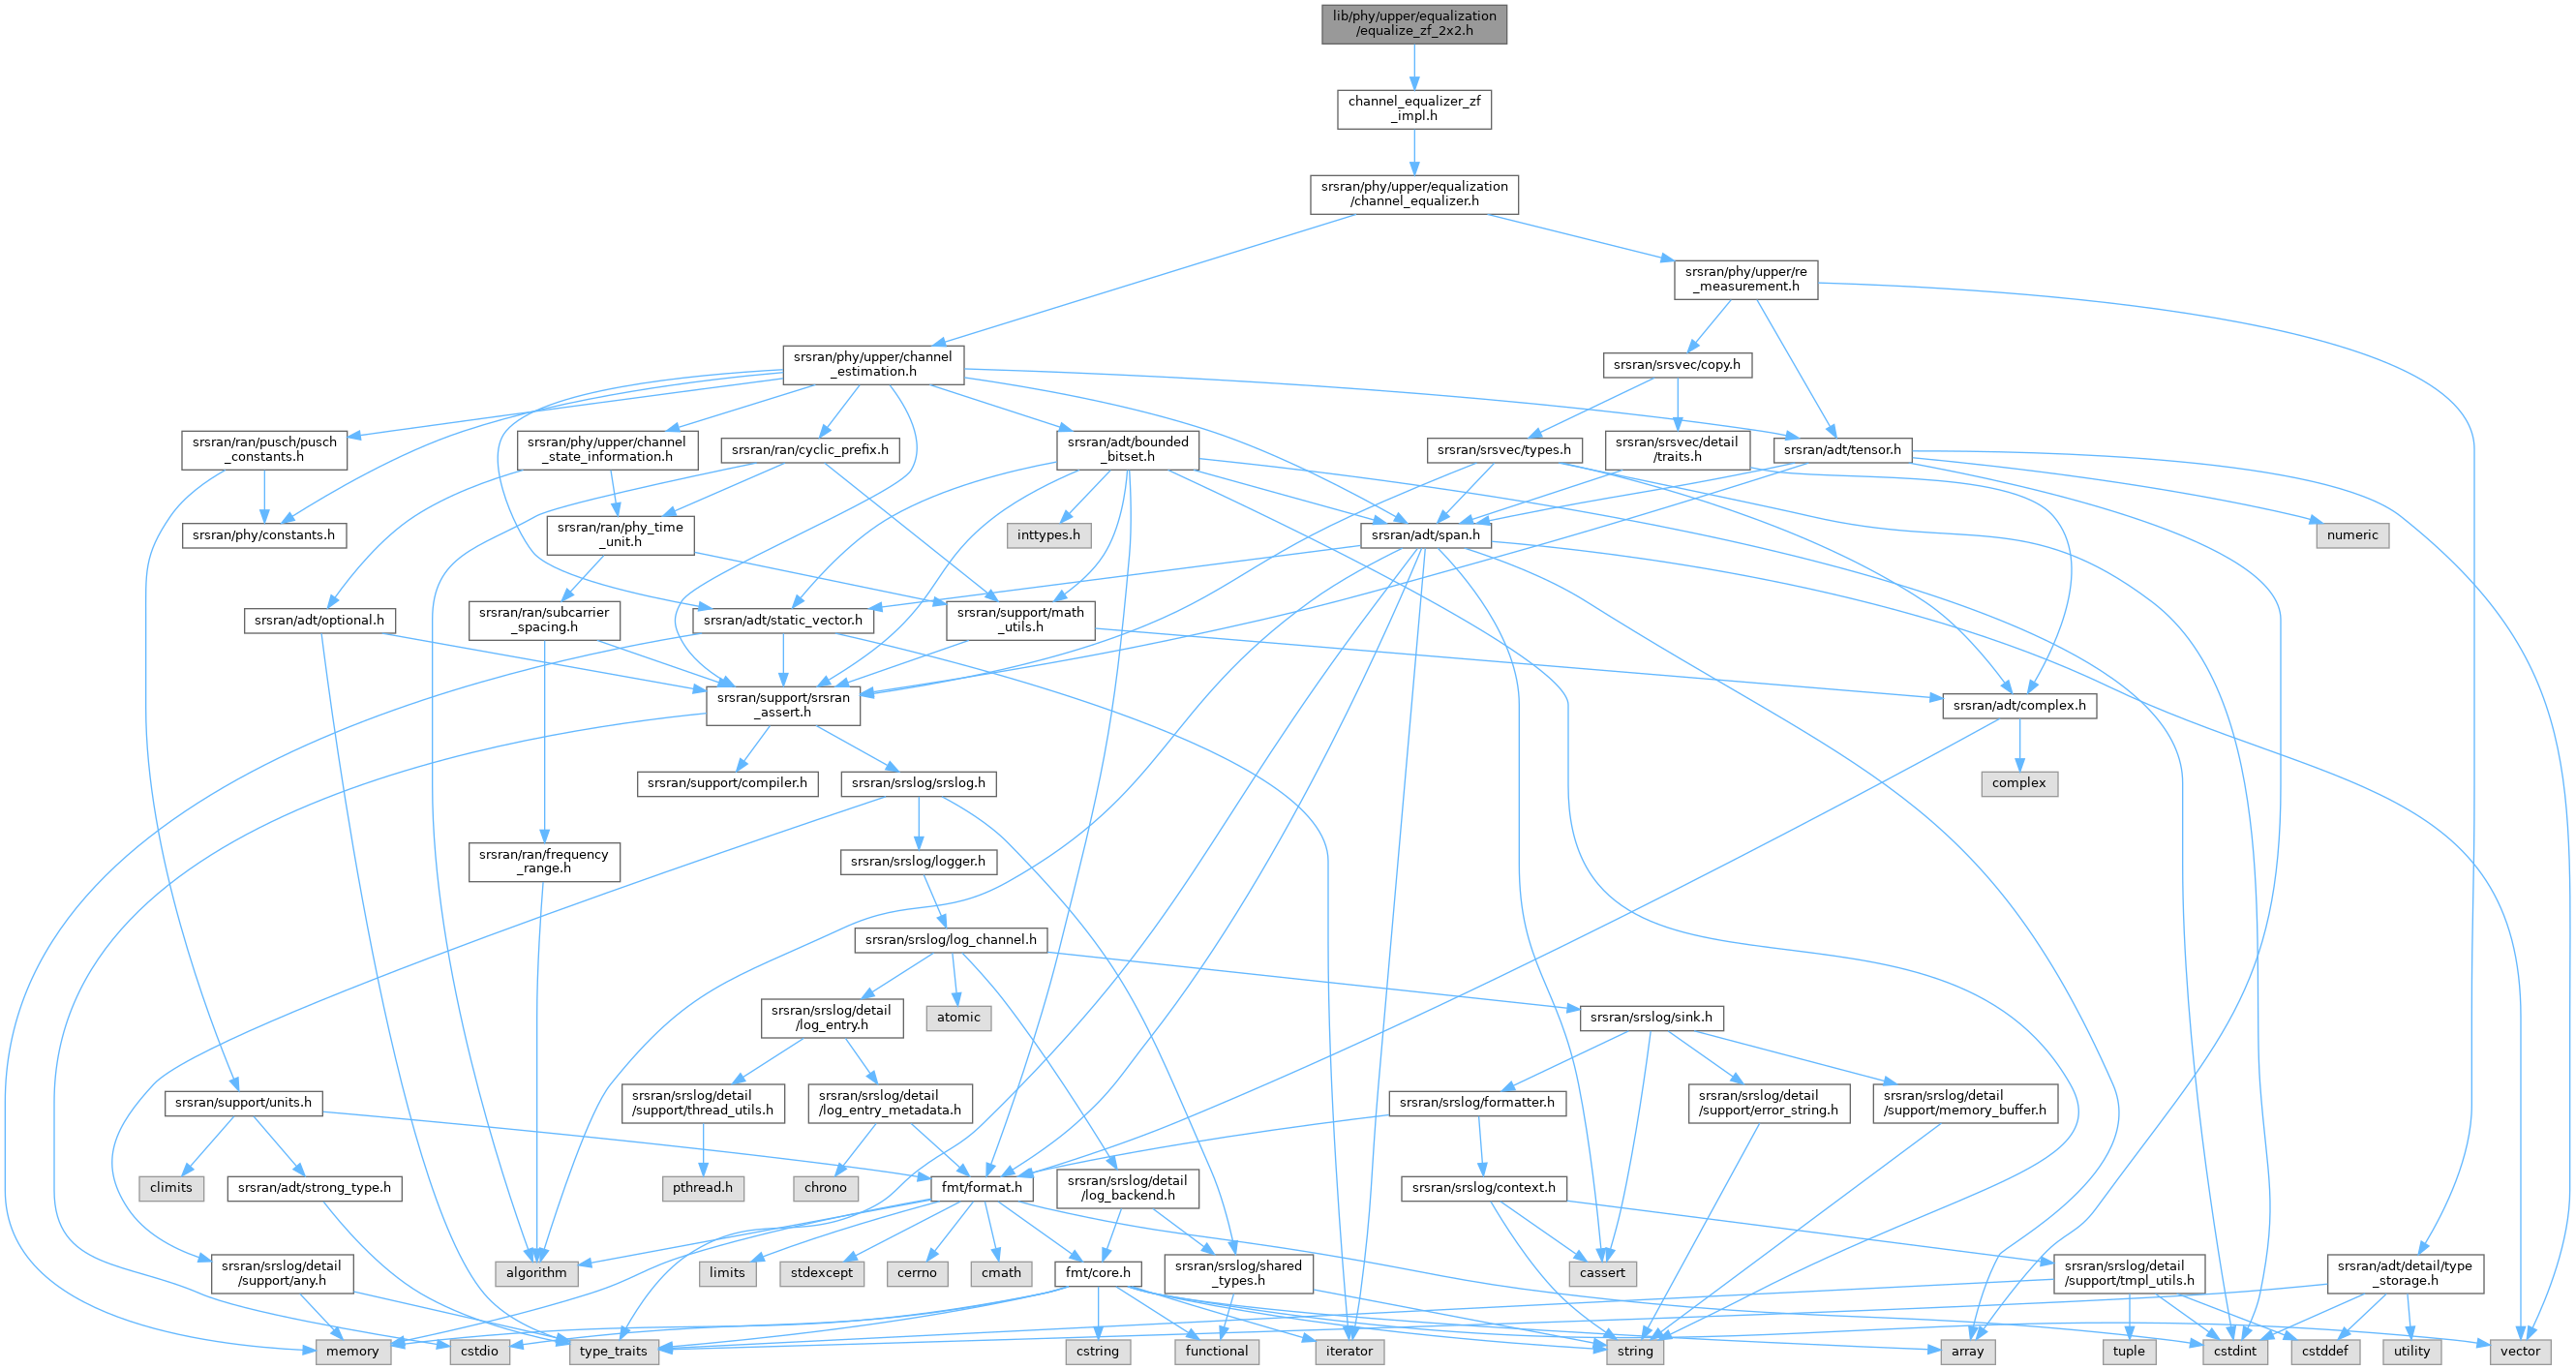 lib/phy/upper/equalization
/equalize_zf_2x2.h
channel_equalizer_zf
_impl.h
srsran/phy/upper/equalization
/channel_equalizer.h
srsran/phy/upper/re
_measurement.h
srsran/phy/upper/channel
_estimation.h
srsran/srsvec/copy.h
srsran/ran/pusch/pusch
_constants.h
srsran/phy/upper/channel
_state_information.h
srsran/ran/cyclic_prefix.h
srsran/adt/bounded
_bitset.h
srsran/srsvec/types.h
srsran/srsvec/detail
/traits.h
srsran/adt/tensor.h
srsran/phy/constants.h
srsran/ran/phy_time
_unit.h
inttypes.h
srsran/adt/span.h
numeric
srsran/adt/optional.h
srsran/ran/subcarrier
_spacing.h
srsran/adt/static_vector.h
srsran/support/math
_utils.h
srsran/support/srsran
_assert.h
srsran/adt/complex.h
srsran/support/compiler.h
srsran/srslog/srslog.h
complex
srsran/ran/frequency
_range.h
srsran/srslog/logger.h
srsran/srslog/log_channel.h
srsran/srslog/detail
/log_entry.h
atomic
srsran/srslog/sink.h
srsran/support/units.h
srsran/srslog/detail
/support/thread_utils.h
srsran/srslog/detail
/log_entry_metadata.h
srsran/srslog/formatter.h
srsran/srslog/detail
/support/error_string.h
srsran/srslog/detail
/support/memory_buffer.h
climits
srsran/adt/strong_type.h
pthread.h
chrono
fmt/format.h
srsran/srslog/detail
/log_backend.h
srsran/srslog/context.h
srsran/srslog/detail
/support/any.h
algorithm
limits
stdexcept
cerrno
cmath
fmt/core.h
srsran/srslog/shared
_types.h
cassert
srsran/srslog/detail
/support/tmpl_utils.h
srsran/adt/detail/type
_storage.h
memory
cstdio
type_traits
cstring
functional
iterator
string
array
tuple
cstdint
cstddef
utility
vector